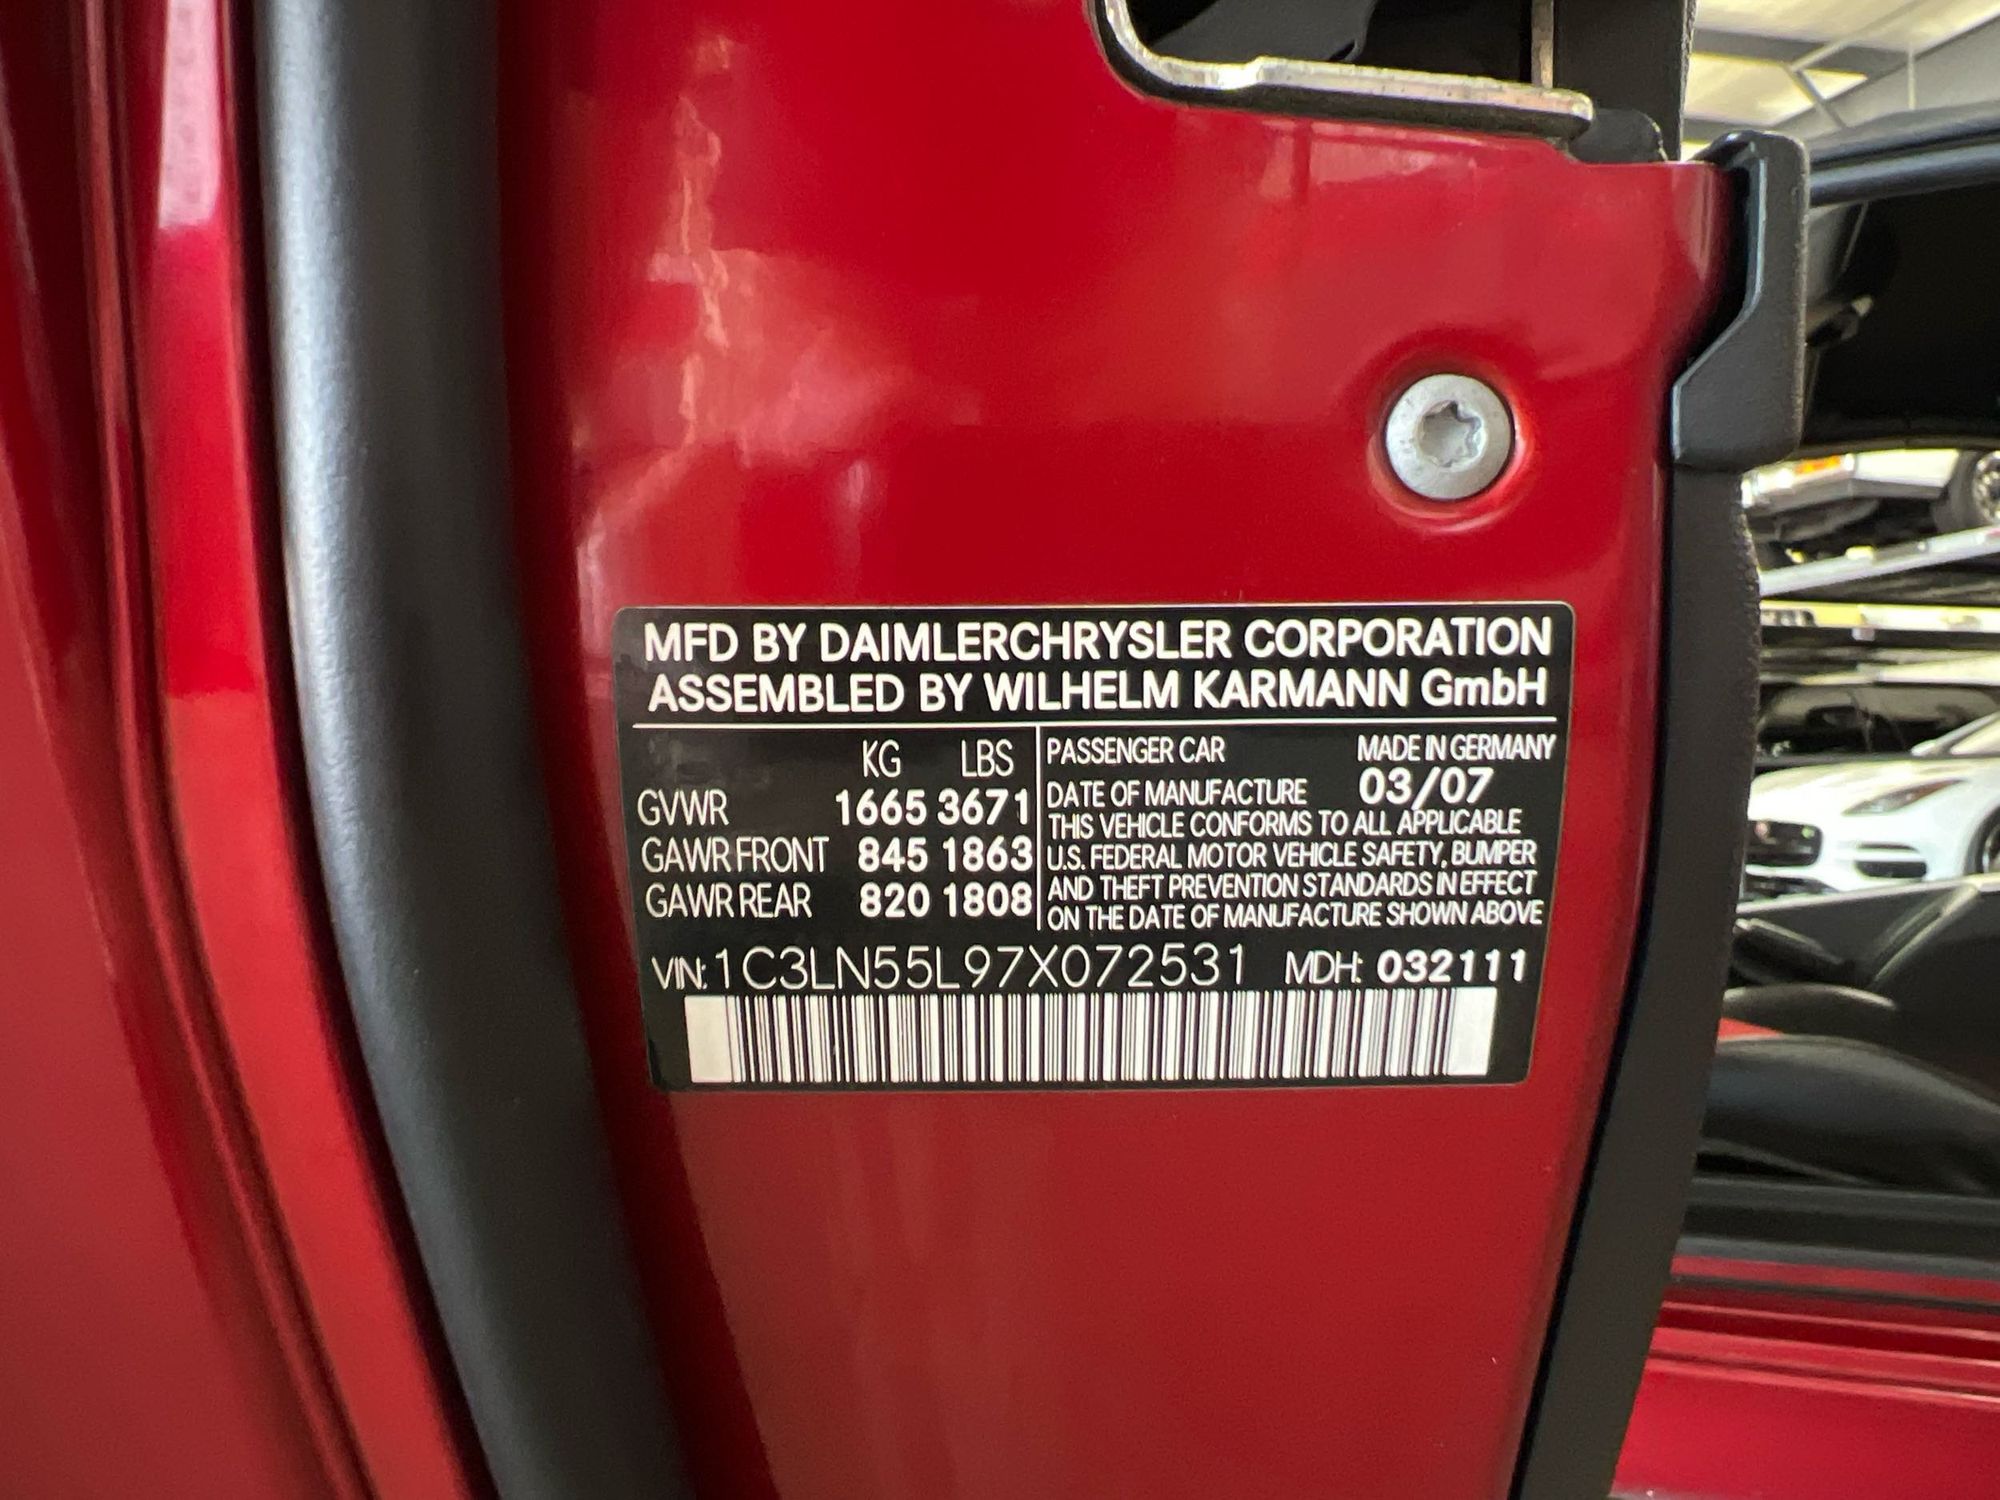 MFD BY DAIMLERCHRYSLER CORPORATION
ASSEMBLED BY WILHELM KARMANN GmbH
KG LBS
GVWR 1665 3671
GAWR FRONT 845 1863
GAWR REAR 820 1808
PASSENGER CAR MADE IN GERMANY
DATE OF MANUFACTURE 03/07
THIS VEHICLE CONFORMS TO ALL APPLICABLE
U.S. FEDERAL MOTOR VEHICLE SAFETY, BUMPER
AND THEFT PREVENTION STANDARDS IN EFFECT
ON THE DATE OF MANUFACTURE SHOWN ABOVE
VIN: 1C3LN55L97X072531 MDH: 032111